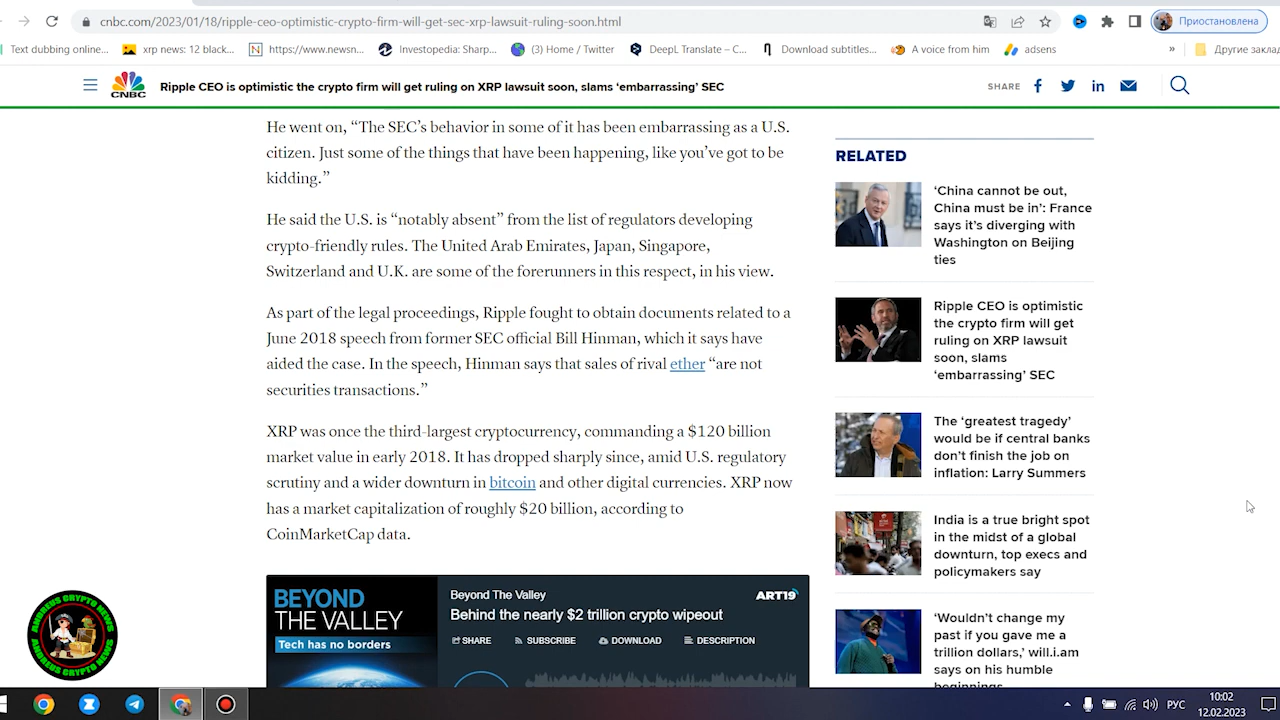 cnbc.com/2023/01/18/ripple-ceo-optimistic-crypto-firm-will-get-sec-xrp-lawsuit-ruling-soon.html
Приостановлена
Text dubbing online...
xrp news: 12 black...
https://www.newsn...
Investopedia: Sharp...
(3) Home / Twitter
DeepL Translate – C...
Download subtitles...
A voice from him
adsens
»
Другие заклад
CNBC
Ripple CEO is optimistic the crypto firm will get ruling on XRP lawsuit soon, slams ‘embarrassing’ SEC
SHARE
He went on, “The SEC’s behavior in some of it has been embarrassing as a U.S.
citizen. Just some of the things that have been happening, like you’ve got to be
kidding.”
He said the U.S. is “notably absent” from the list of regulators developing
crypto-friendly rules. The United Arab Emirates, Japan, Singapore,
Switzerland and U.K. are some of the forerunners in this respect, in his view.
As part of the legal proceedings, Ripple fought to obtain documents related to a
June 2018 speech from former SEC official Bill Hinman, which it says have
aided the case. In the speech, Hinman says that sales of rival ether “are not
securities transactions.”
XRP was once the third-largest cryptocurrency, commanding a $120 billion
market value in early 2018. It has dropped sharply since, amid U.S. regulatory
scrutiny and a wider downturn in bitcoin and other digital currencies. XRP now
has a market capitalization of roughly $20 billion, according to
CoinMarketCap data.
BEYOND
THE VALLEY
Tech has no borders
Beyond The Valley
Behind the nearly $2 trillion crypto wipeout
ART19
SHARE
SUBSCRIBE
DOWNLOAD
DESCRIPTION
RELATED
‘China cannot be out,
China must be in’: France
says it’s diverging with
Washington on Beijing
ties
Ripple CEO is optimistic
the crypto firm will get
ruling on XRP lawsuit
soon, slams
‘embarrassing’ SEC
The ‘greatest tragedy’
would be if central banks
don’t finish the job on
inflation: Larry Summers
India is a true bright spot
in the midst of a global
downturn, top execs and
policymakers say
‘Wouldn’t change my
past if you gave me a
trillion dollars,’ will.i.am
says on his humble
beginnings
ANDREUS CRYPTO NEWS
ANDREUS CRYPTO NEWS
РУС
10:02
12.02.2023